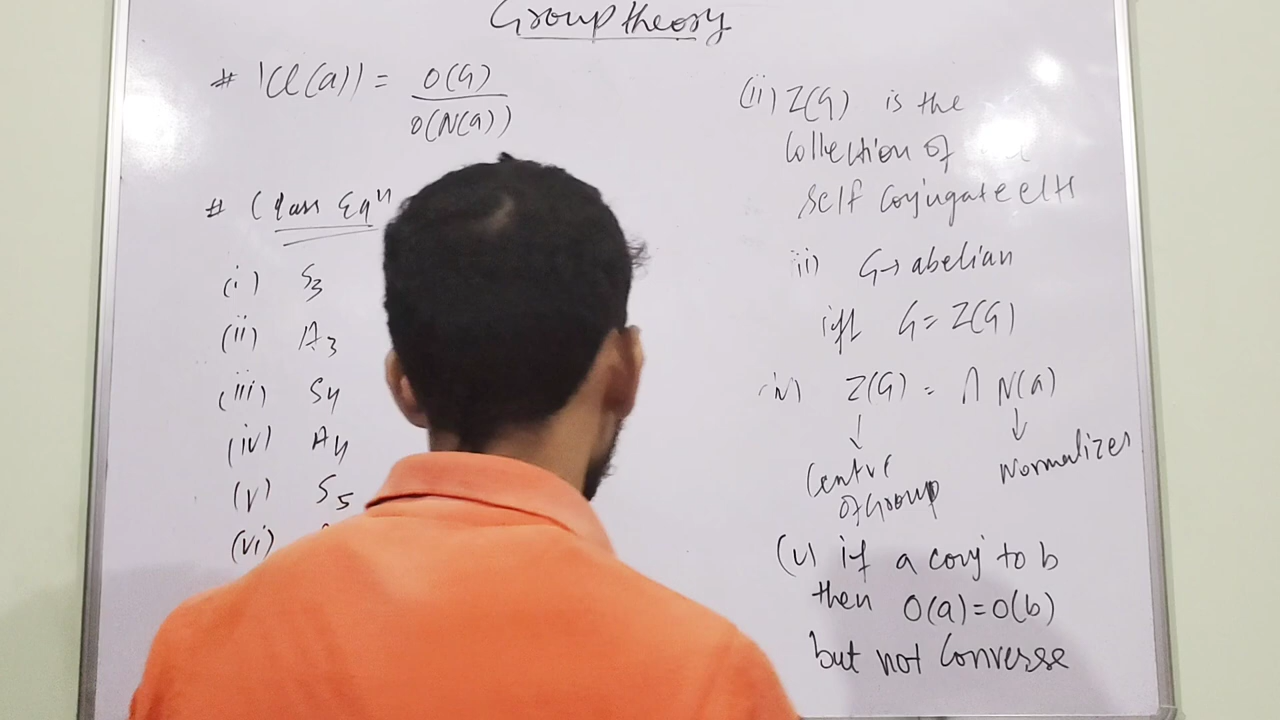 Group theory
# |Cl(a)| = O(G)
O(N(a))
# Class Eqⁿ
(i) S₃
(ii) A₃
(iii) S₄
(iv) A₄
(v) S₅
(vi)
(ii) Z(G) is the
Collection of
self conjugate elts
iii) G→abelian
iff G = Z(G)
iv) Z(G) = ∩ N(a)
↓ ↓
Centre Normalizer
of Group
(v) if a conj to b
then O(a)=O(b)
but not Converse